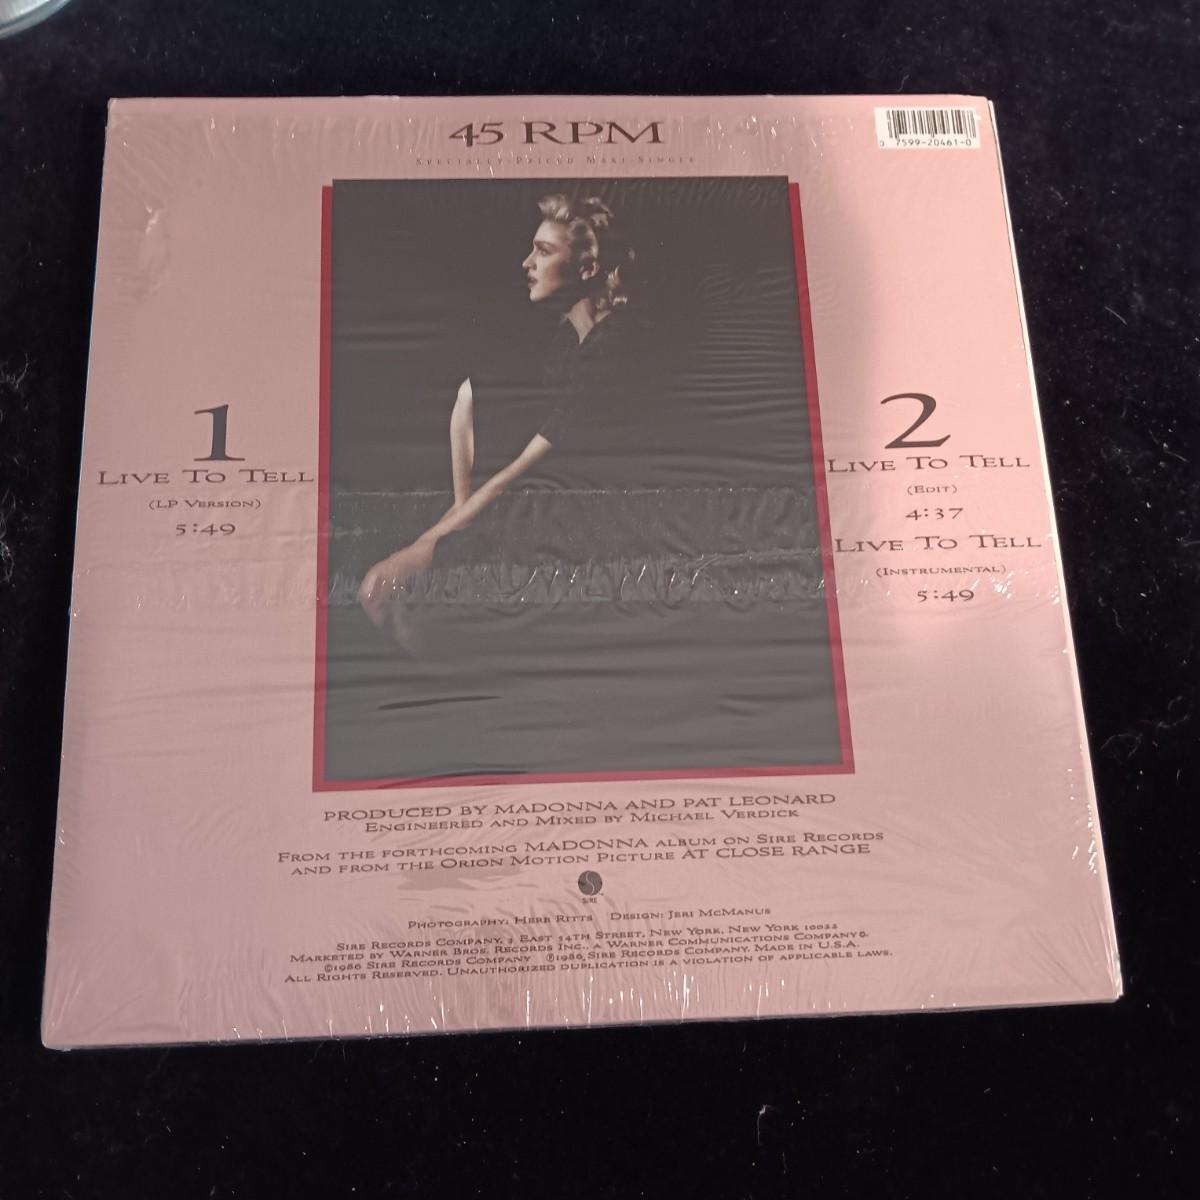 45 RPM
Specially-Priced Maxi-Single
7599-20461-0
1
Live To Tell
(LP Version)
5:49
2
Live To Tell
(Edit)
4:37
Live To Tell
(Instrumental)
5:49
PRODUCED BY MADONNA AND PAT LEONARD
Engineered and Mixed by Michael Verdick
From the forthcoming MADONNA album on Sire Records
and from the Orion Motion Picture AT CLOSE RANGE
SIRE
Photography: Herb Ritts Design: Jeri McManus
Sire Records Company, 3 East 54th Street, New York, New York 10022
Marketed by Warner Bros. Records Inc., a Warner Communications Company
©1986 Sire Records Company ℗1986 Sire Records Company. Made in U.S.A.
All Rights Reserved. Unauthorized duplication is a violation of applicable laws.